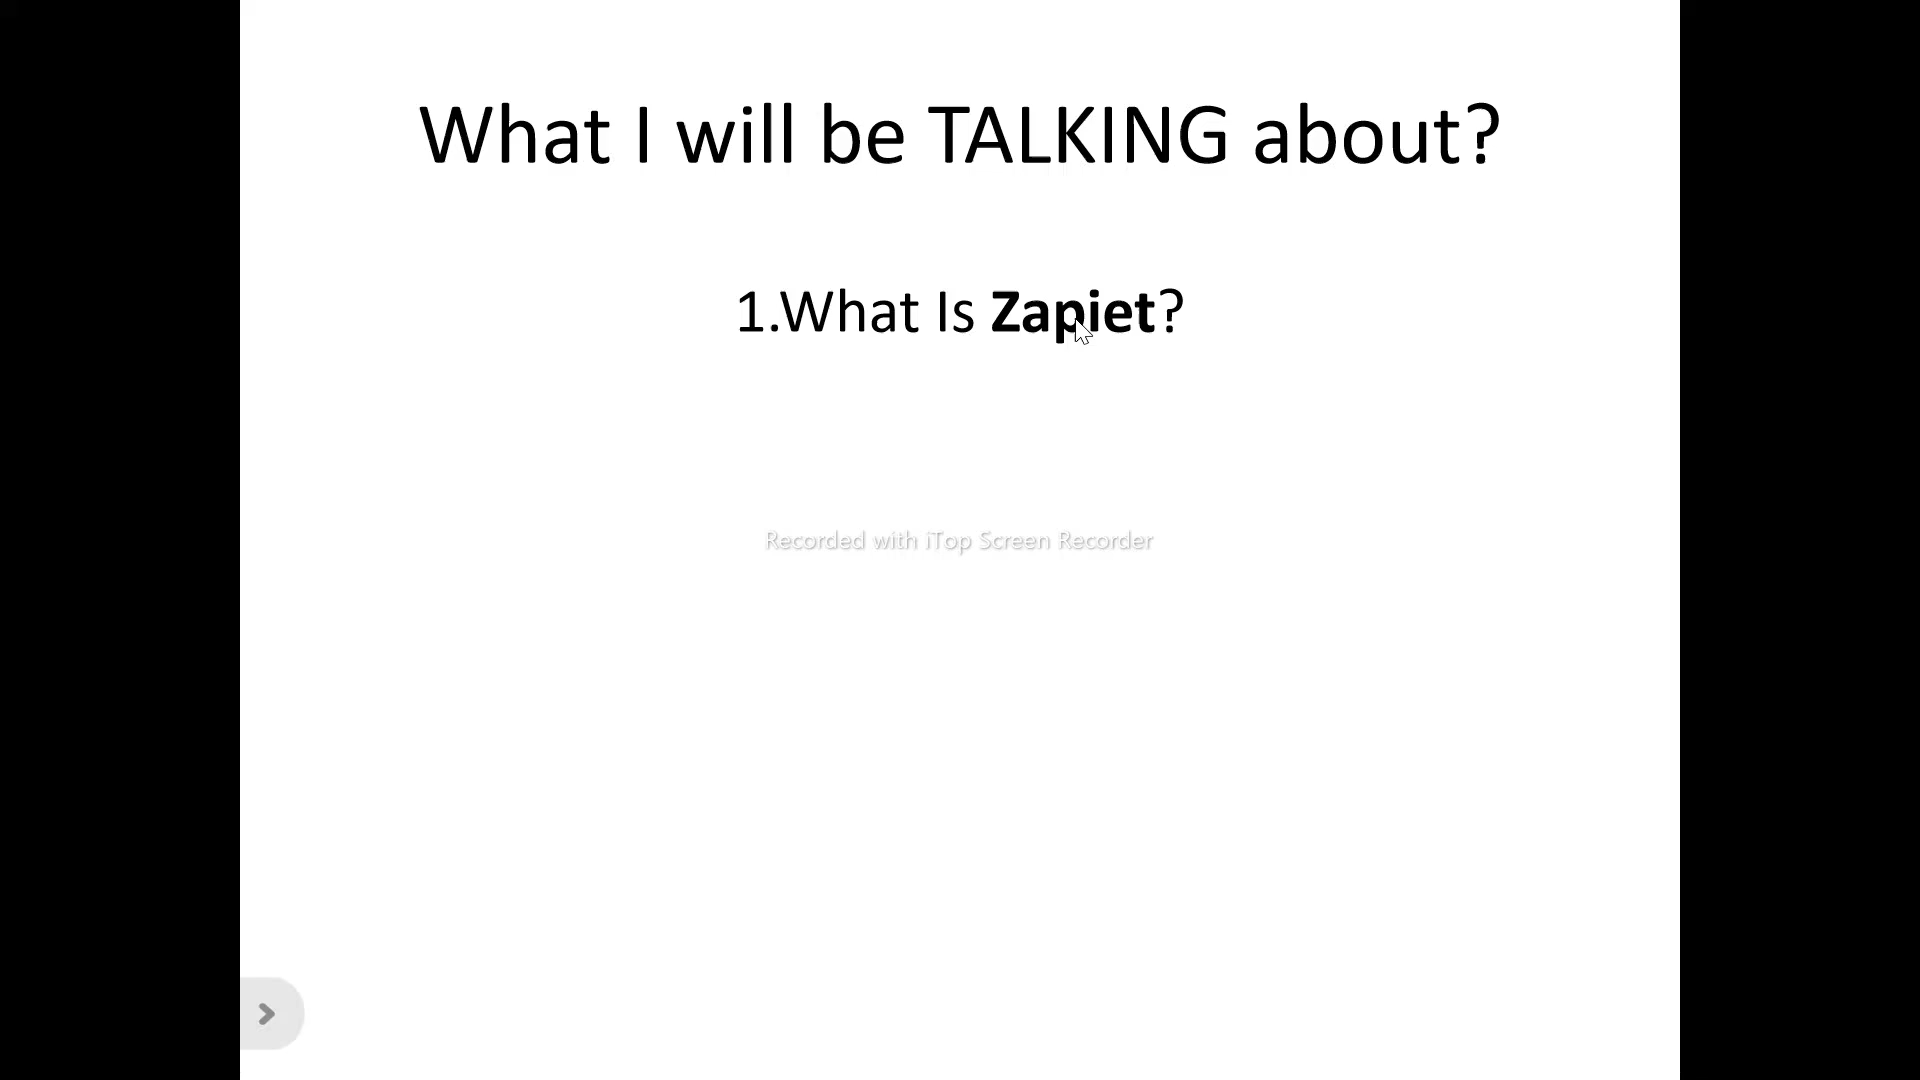 What I will be TALKING about?
1.What Is Zapiet?
Recorded with iTop Screen Recorder